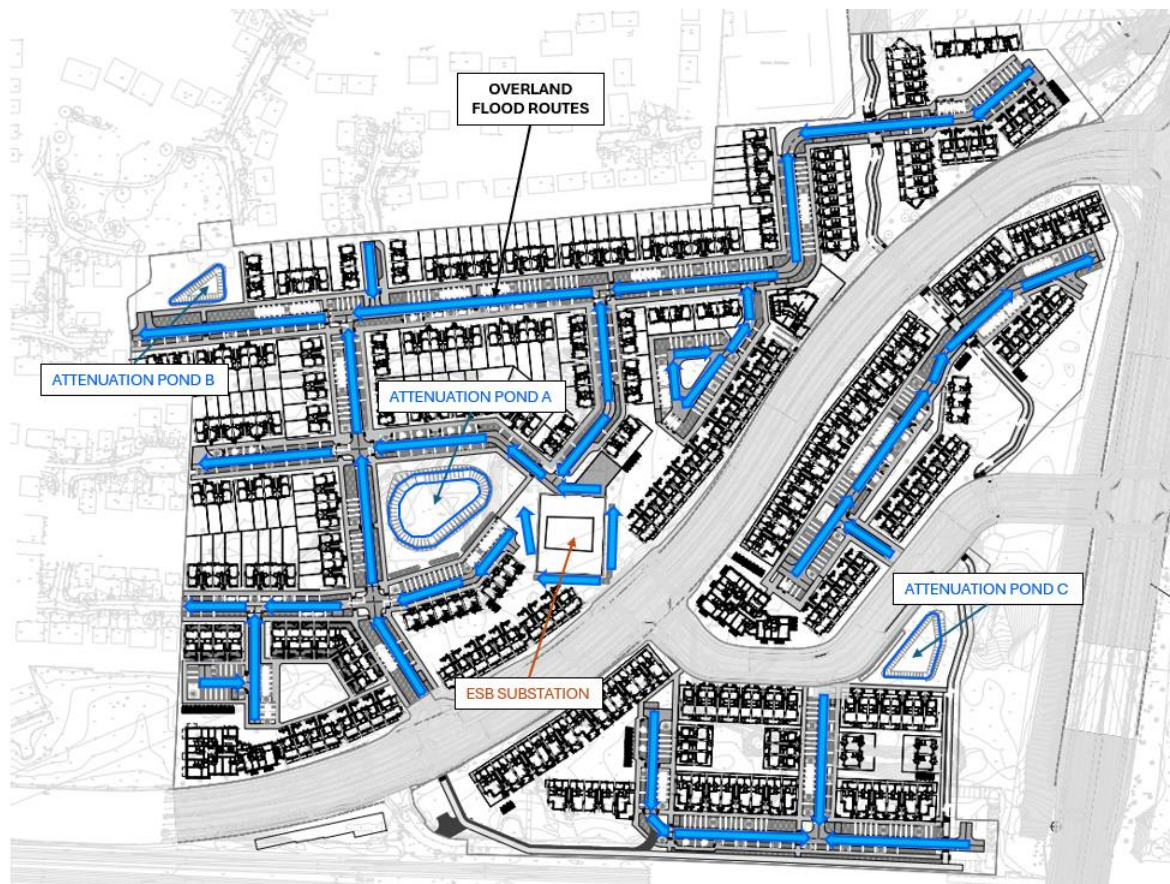 OVERLAND
FLOOD ROUTES
ATTENUATION POND B
ATTENUATION POND A
ATTENUATION POND C
ESB SUBSTATION